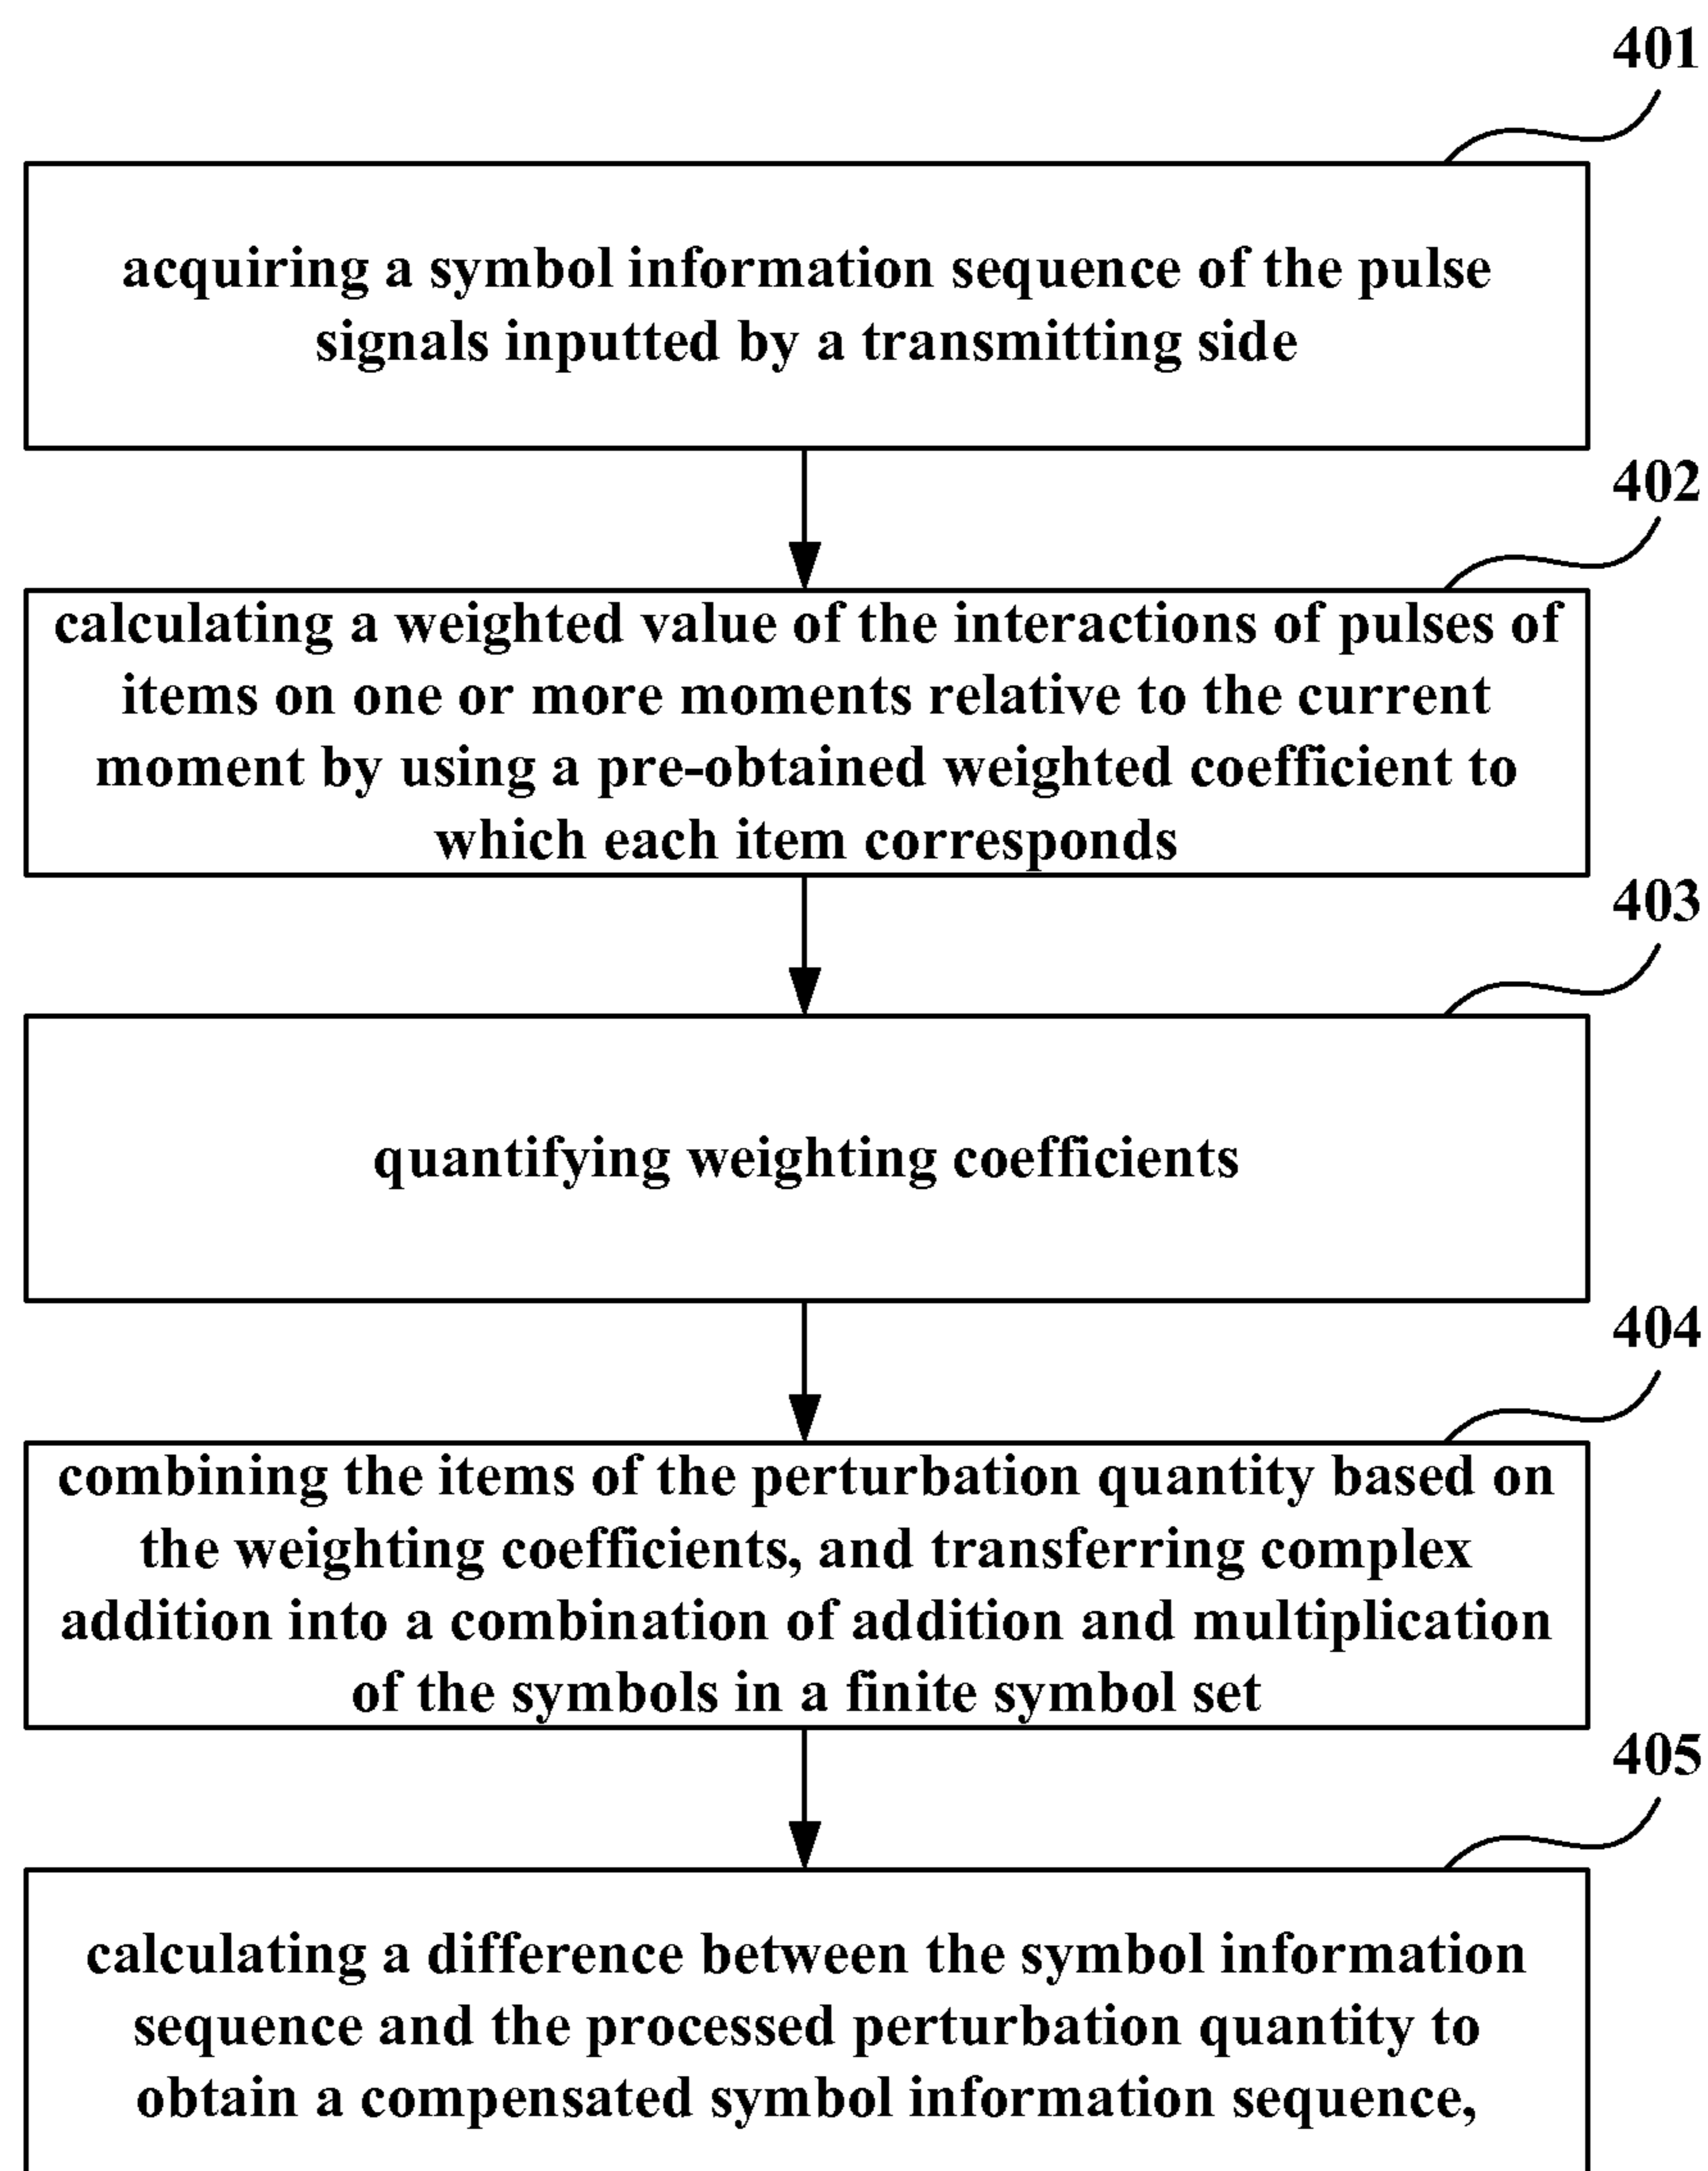 401
acquiring a symbol information sequence of the pulse
signals inputted by a transmitting side
402
calculating a weighted value of the interactions of pulses of
items on one or more moments relative to the current
moment by using a pre-obtained weighted coefficient to
which each item corresponds
403
quantifying weighting coefficients
404
combining the items of the perturbation quantity based on
the weighting coefficients, and transferring complex
addition into a combination of addition and multiplication
of the symbols in a finite symbol set
405
calculating a difference between the symbol information
sequence and the processed perturbation quantity to
obtain a compensated symbol information sequence,